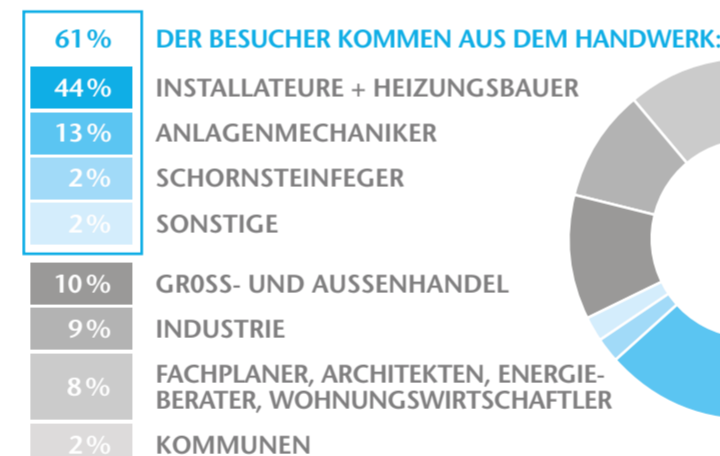 61% DER BESUCHER KOMMEN AUS DEM HANDWERK:
44% INSTALLATEURE + HEIZUNGSBAUER
13% ANLAGENMECHANIKER
2% SCHORNSTEINFEGER
2% SONSTIGE
10% GR0SS- UND AUSSENHANDEL
9% INDUSTRIE
8% FACHPLANER, ARCHITEKTEN, ENERGIE-
BERATER, WOHNUNGSWIRTSCHAFTLER
2% KOMMUNEN